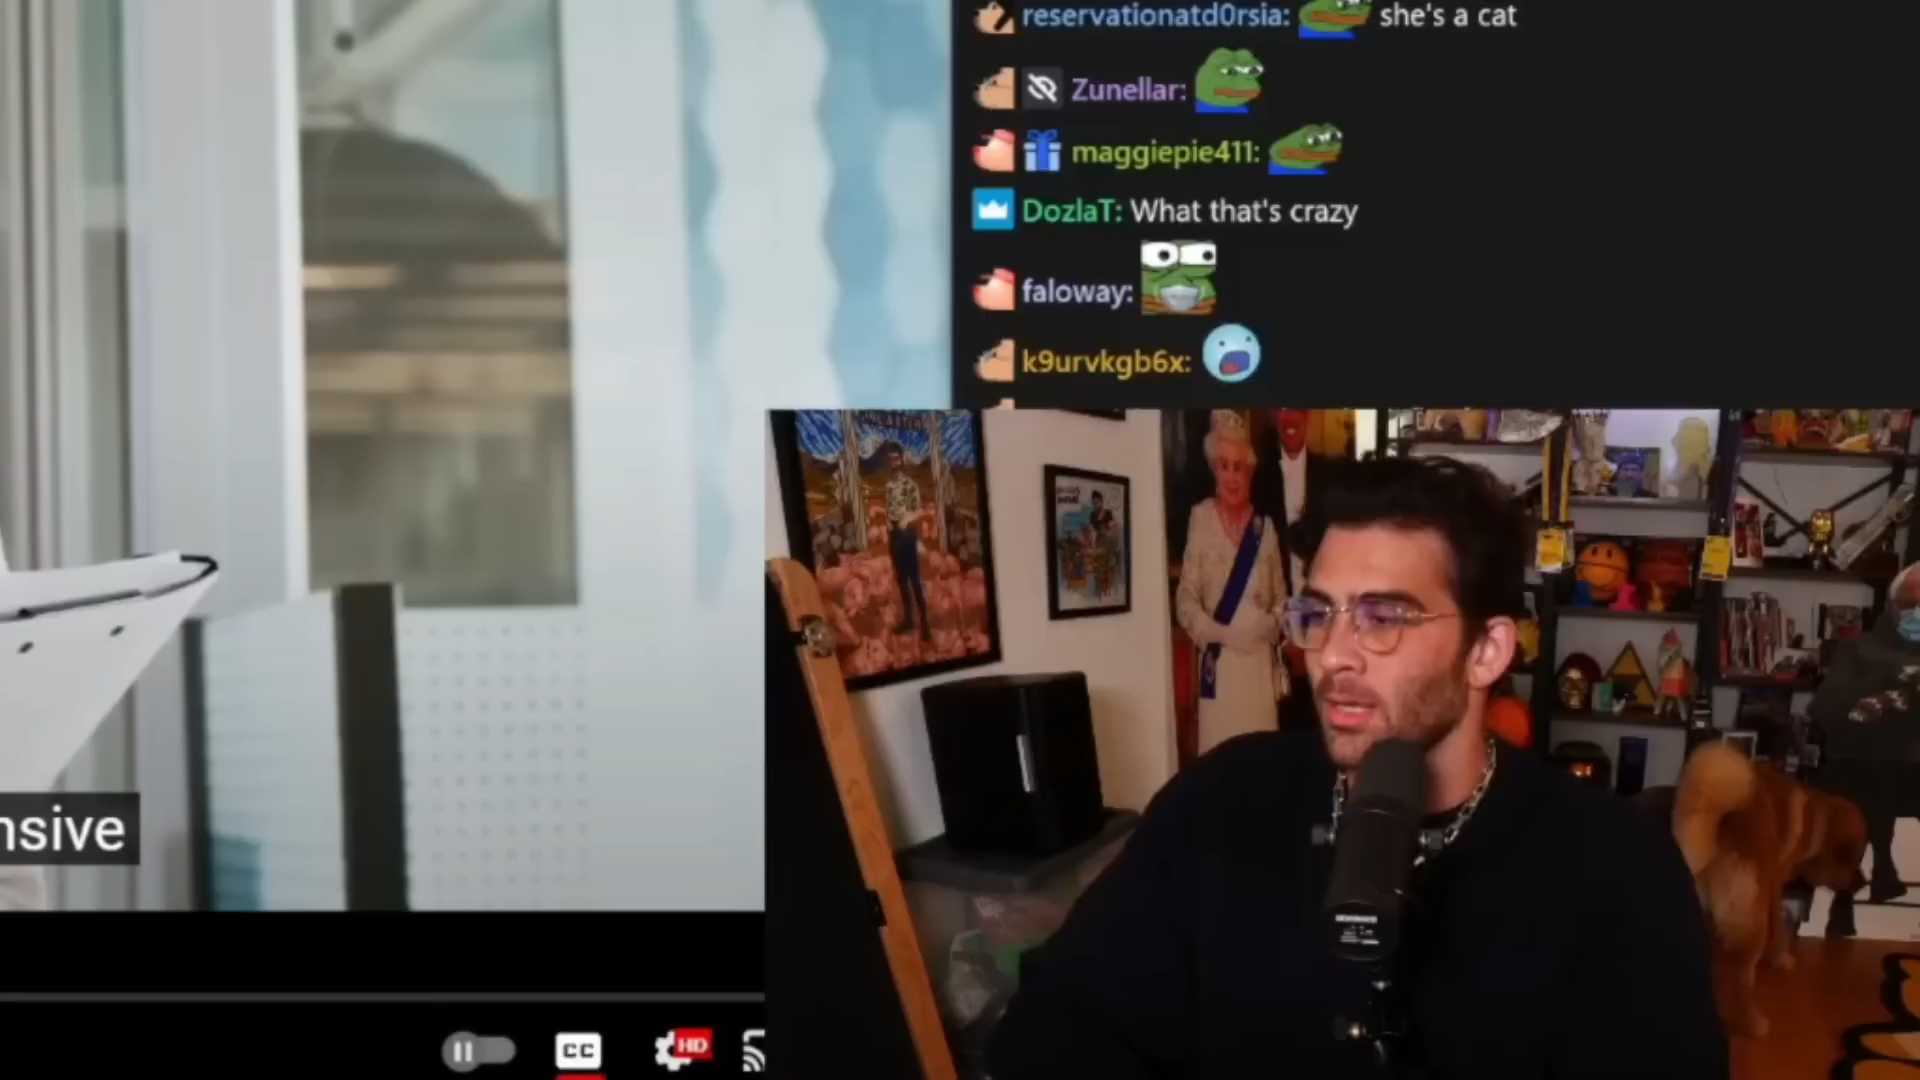 reservationatd0rsia: she's a cat
Zunellar:
maggiepie411:
DozlaT: What that's crazy
faloway:
k9urvkgb6x:
nsive
CC
HD